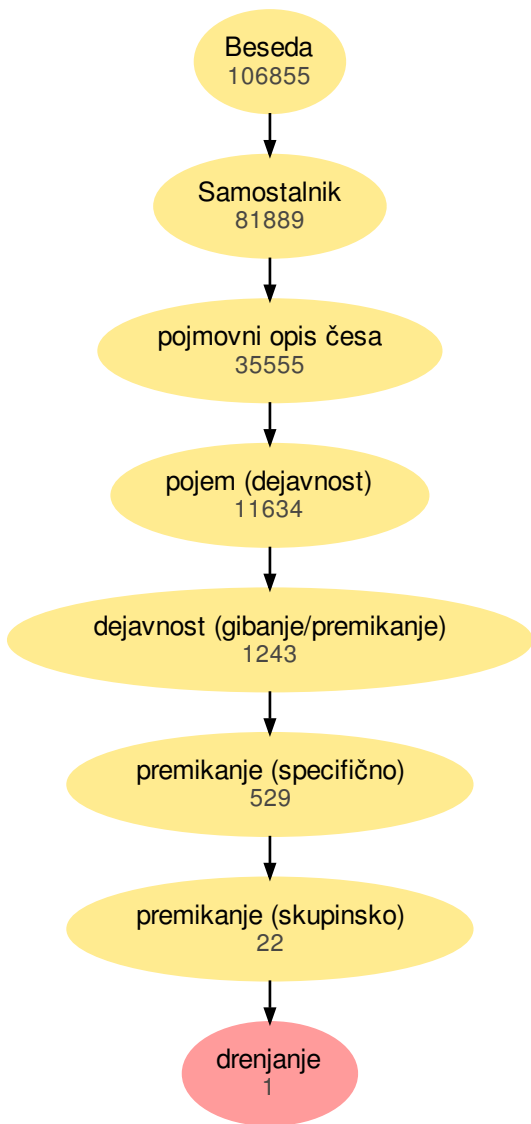 Beseda
106855
Samostalnik
81889
pojmovni opis česa
35555
pojem (dejavnost)
11634
dejavnost (gibanje/premikanje)
1243
premikanje (specifično)
529
premikanje (skupinsko)
22
drenjanje
1